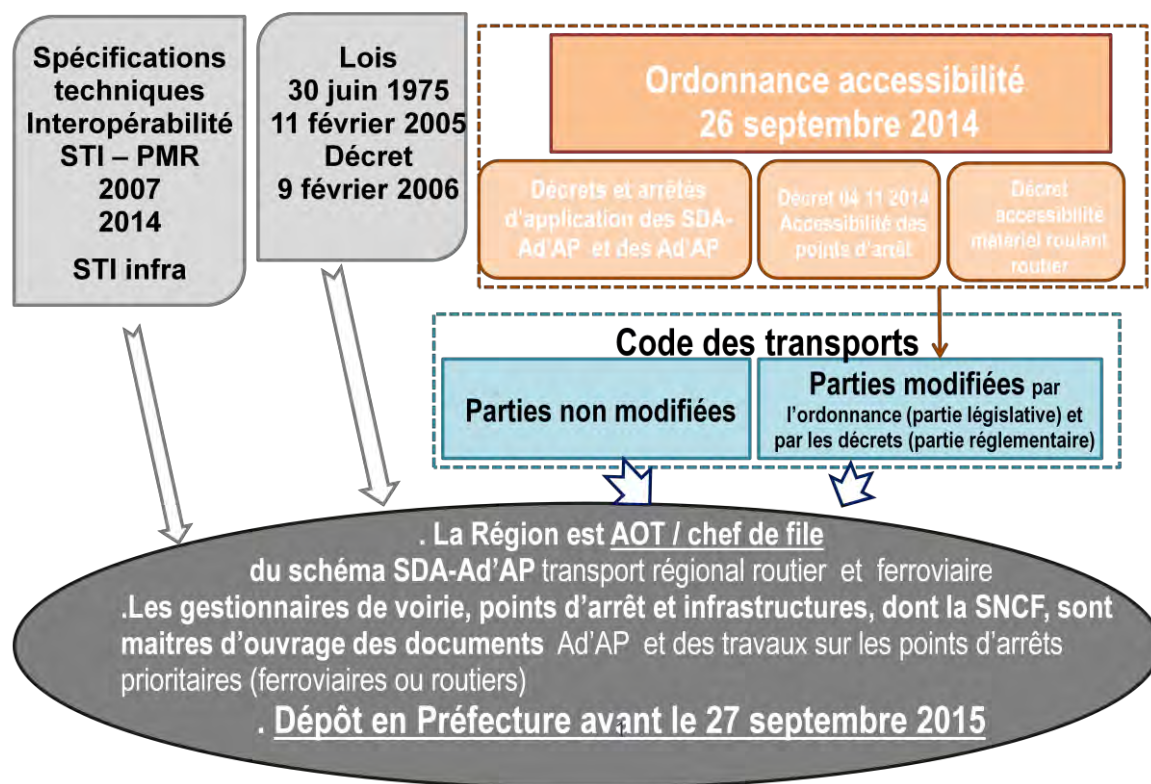 Spécifications
techniques
Interopérabilité
STI – PMR
2007
2014
STI infra
Lois
30 juin 1975
11 février 2005
Décret
9 février 2006
Ordonnance accessibilité
26 septembre 2014
Décrets et arrêtés
d'application des SDA-
Ad'AP et des Ad'AP
Décret 04 11 2014
Accessibilité des
points d'arrêt
Décret
accessibilité
matériel roulant
routier
Code des transports
Parties non modifiées
Parties modifiées par
l'ordonnance (partie législative) et
par les décrets (partie réglementaire)
. La Région est AOT / chef de file
du schéma SDA-Ad'AP transport régional routier et ferroviaire
.Les gestionnaires de voirie, points d'arrêt et infrastructures, dont la SNCF, sont
maitres d'ouvrage des documents Ad'AP et des travaux sur les points d'arrêts
prioritaires (ferroviaires ou routiers)
. Dépôt en Préfecture avant le 27 septembre 2015